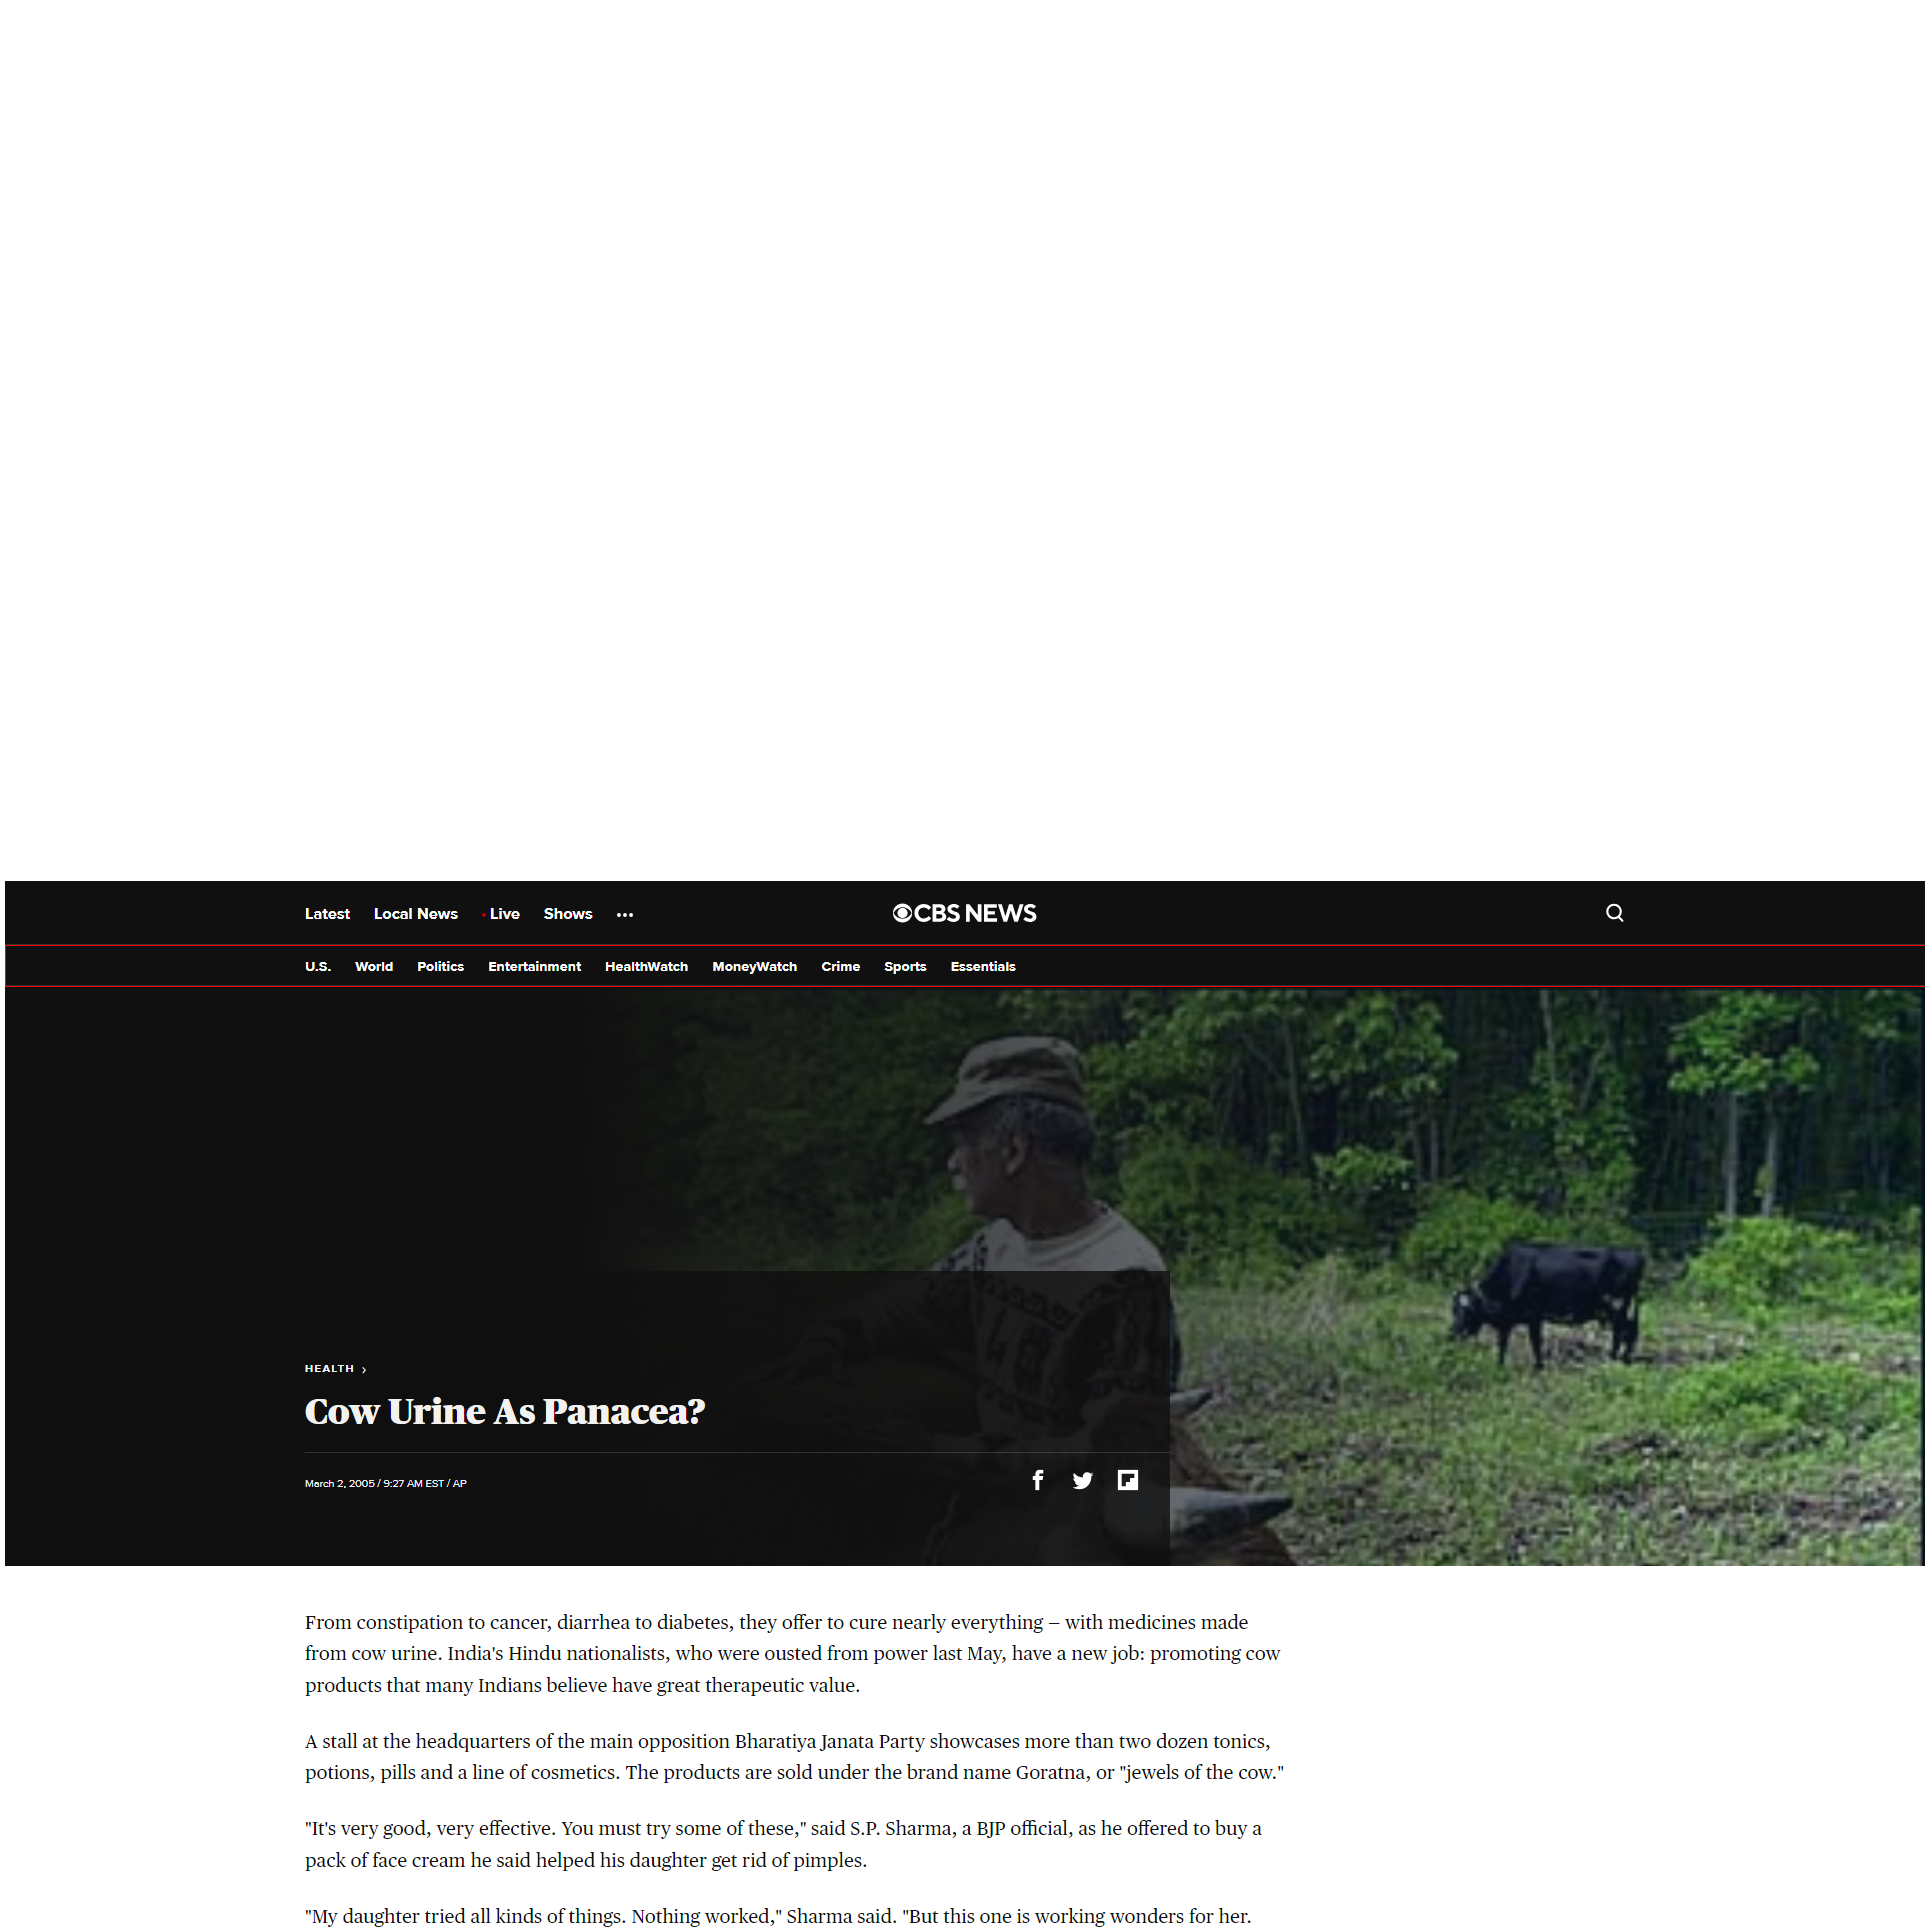 Latest Local News Live Shows ••• CBS NEWS
U.S. World Politics Entertainment HealthWatch MoneyWatch Crime Sports Essentials
HEALTH ›
Cow Urine As Panacea?
March 2, 2005 / 9:27 AM EST / AP
From constipation to cancer, diarrhea to diabetes, they offer to cure nearly everything — with medicines made
from cow urine. India's Hindu nationalists, who were ousted from power last May, have a new job: promoting cow
products that many Indians believe have great therapeutic value.
A stall at the headquarters of the main opposition Bharatiya Janata Party showcases more than two dozen tonics,
potions, pills and a line of cosmetics. The products are sold under the brand name Goratna, or "jewels of the cow."
"It's very good, very effective. You must try some of these," said S.P. Sharma, a BJP official, as he offered to buy a
pack of face cream he said helped his daughter get rid of pimples.
"My daughter tried all kinds of things. Nothing worked," Sharma said. "But this one is working wonders for her.